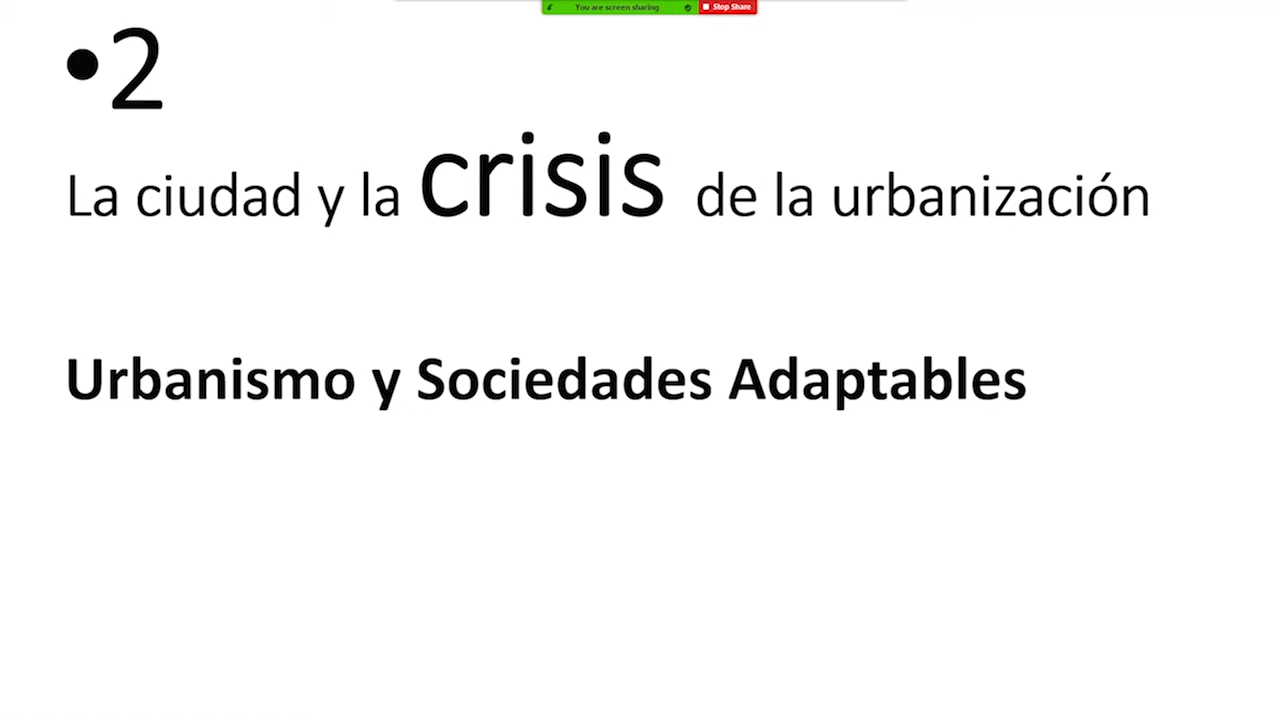 You are screen sharing Stop Share
•2
La ciudad y la crisis de la urbanización
Urbanismo y Sociedades Adaptables